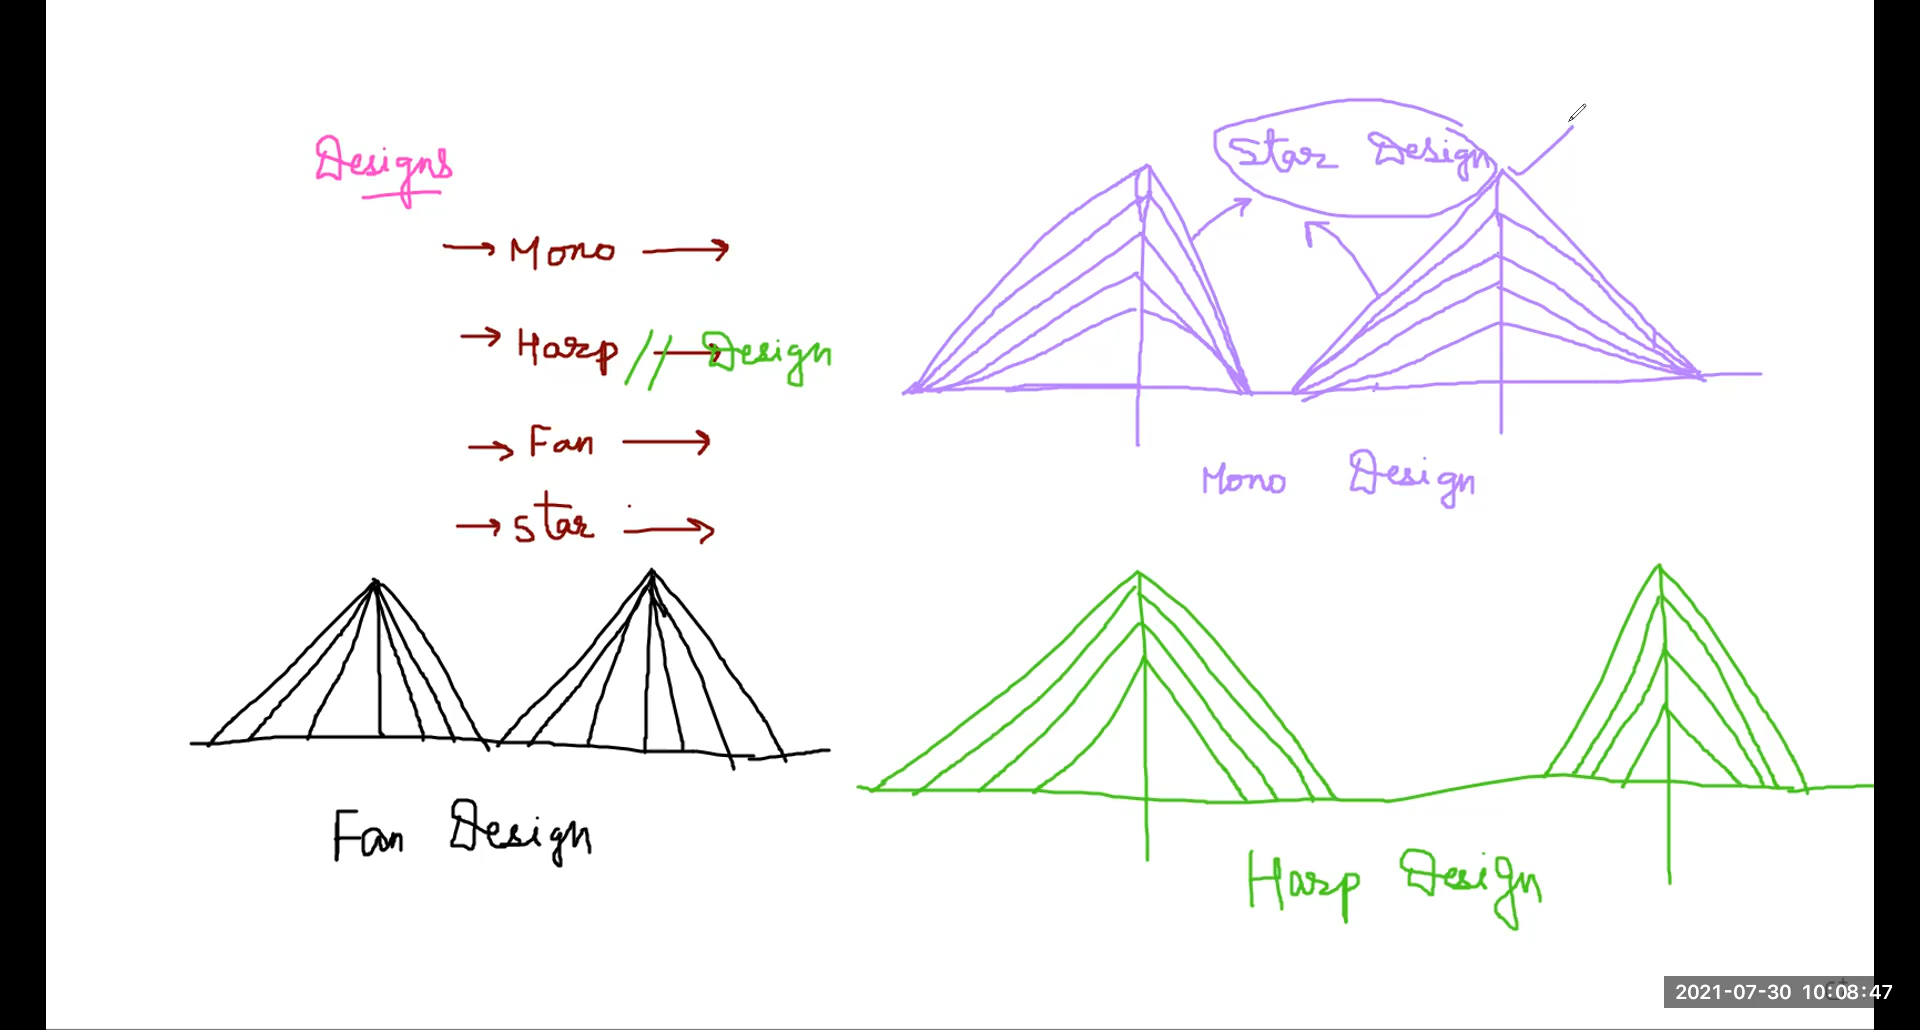 Designs
→ Mono →
→ Harp // → Design
→ Fan →
→ Star →
Star Design
Mono Design
Fan Design
Harp Design
2021-07-30 10:08:47